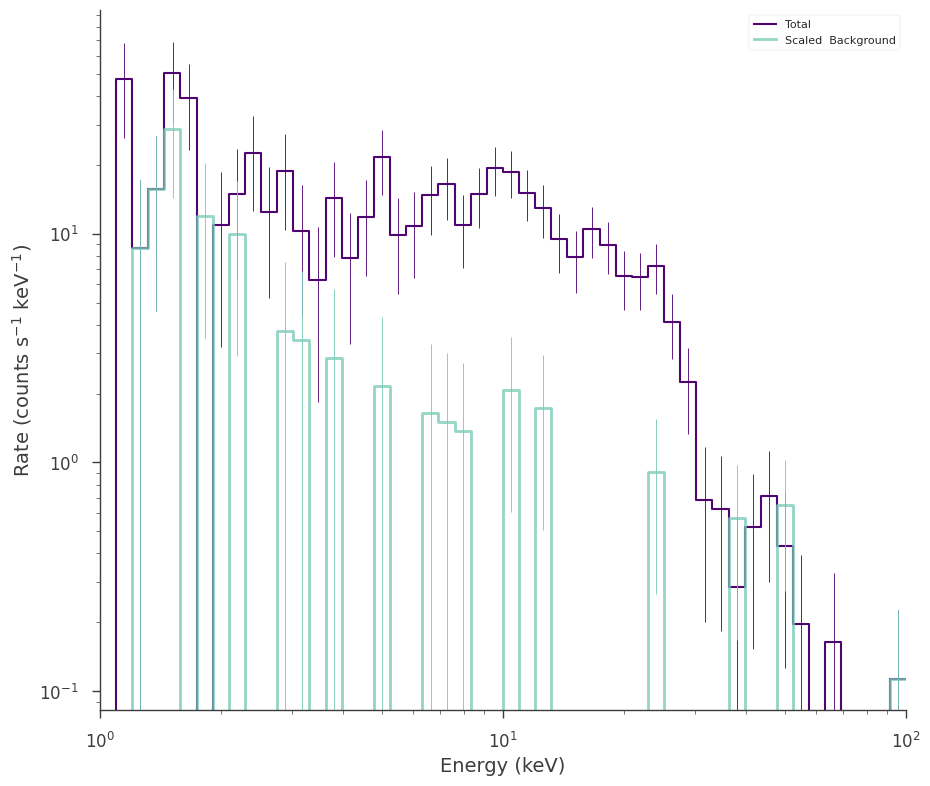 Total
Scaled  Background
Rate (counts s⁻¹ keV⁻¹)
10¹
10⁰
10⁻¹
10⁰
10¹
10²
Energy (keV)